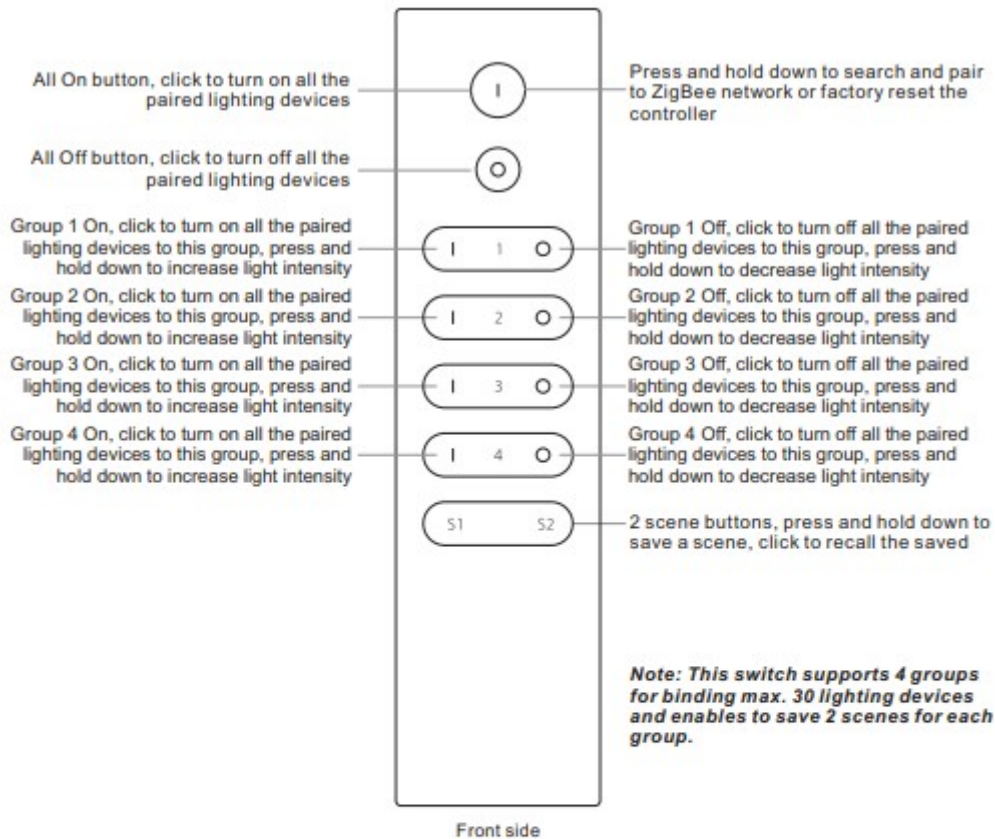 All On button, click to turn on all the
paired lighting devices
I
Press and hold down to search and pair
to ZigBee network or factory reset the
controller
All Off button, click to turn off all the
paired lighting devices
O
Group 1 On, click to turn on all the paired
lighting devices to this group, press and
hold down to increase light intensity
I 1 O
Group 1 Off, click to turn off all the paired
lighting devices to this group, press and
hold down to decrease light intensity
Group 2 On, click to turn on all the paired
lighting devices to this group, press and
hold down to increase light intensity
I 2 O
Group 2 Off, click to turn off all the paired
lighting devices to this group, press and
hold down to decrease light intensity
Group 3 On, click to turn on all the paired
lighting devices to this group, press and
hold down to increase light intensity
I 3 O
Group 3 Off, click to turn off all the paired
lighting devices to this group, press and
hold down to decrease light intensity
Group 4 On, click to turn on all the paired
lighting devices to this group, press and
hold down to increase light intensity
I 4 O
Group 4 Off, click to turn off all the paired
lighting devices to this group, press and
hold down to decrease light intensity
S1 S2
2 scene buttons, press and hold down to
save a scene, click to recall the saved
Note: This switch supports 4 groups
for binding max. 30 lighting devices
and enables to save 2 scenes for each
group.
Front side